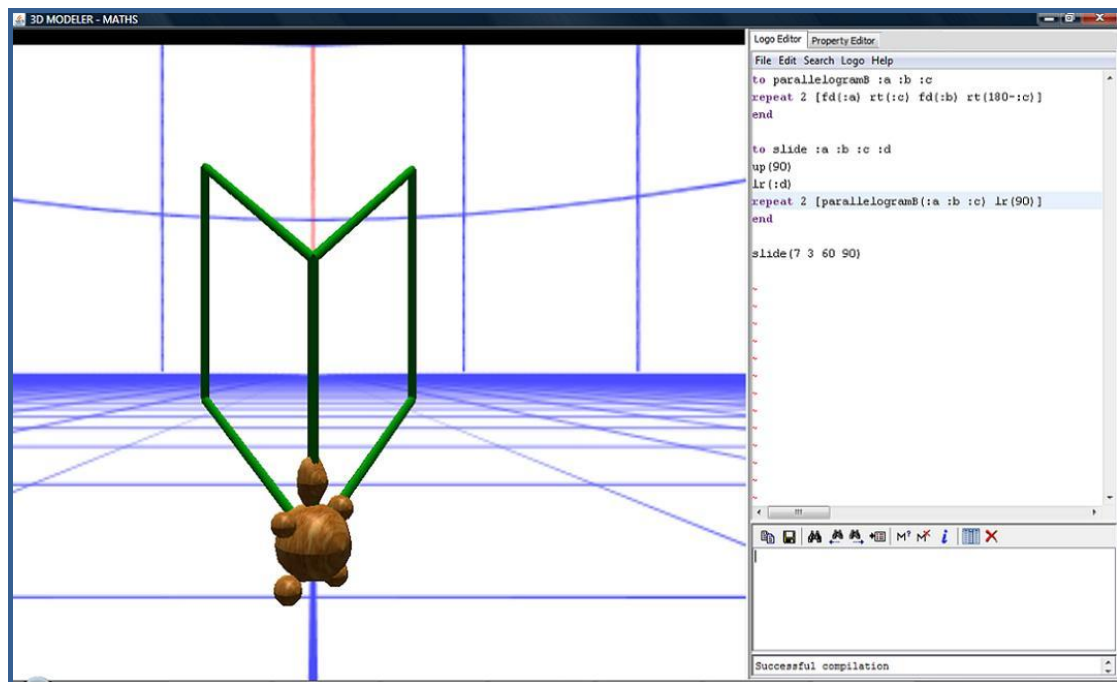 3D MODELER - MATHS
Logo Editor Property Editor
File Edit Search Logo Help
to parallelogramB :a :b :c
repeat 2 [fd(:a) rt(:c) fd(:b) rt(180-:c)]
end
to slide :a :b :c :d
up(90)
lr(:d)
repeat 2 [parallelogramB(:a :b :c) lr(90)]
end
slide(7 3 60 90)
~
~
~
~
~
~
~
~
~
~
~
~
~
Successful compilation